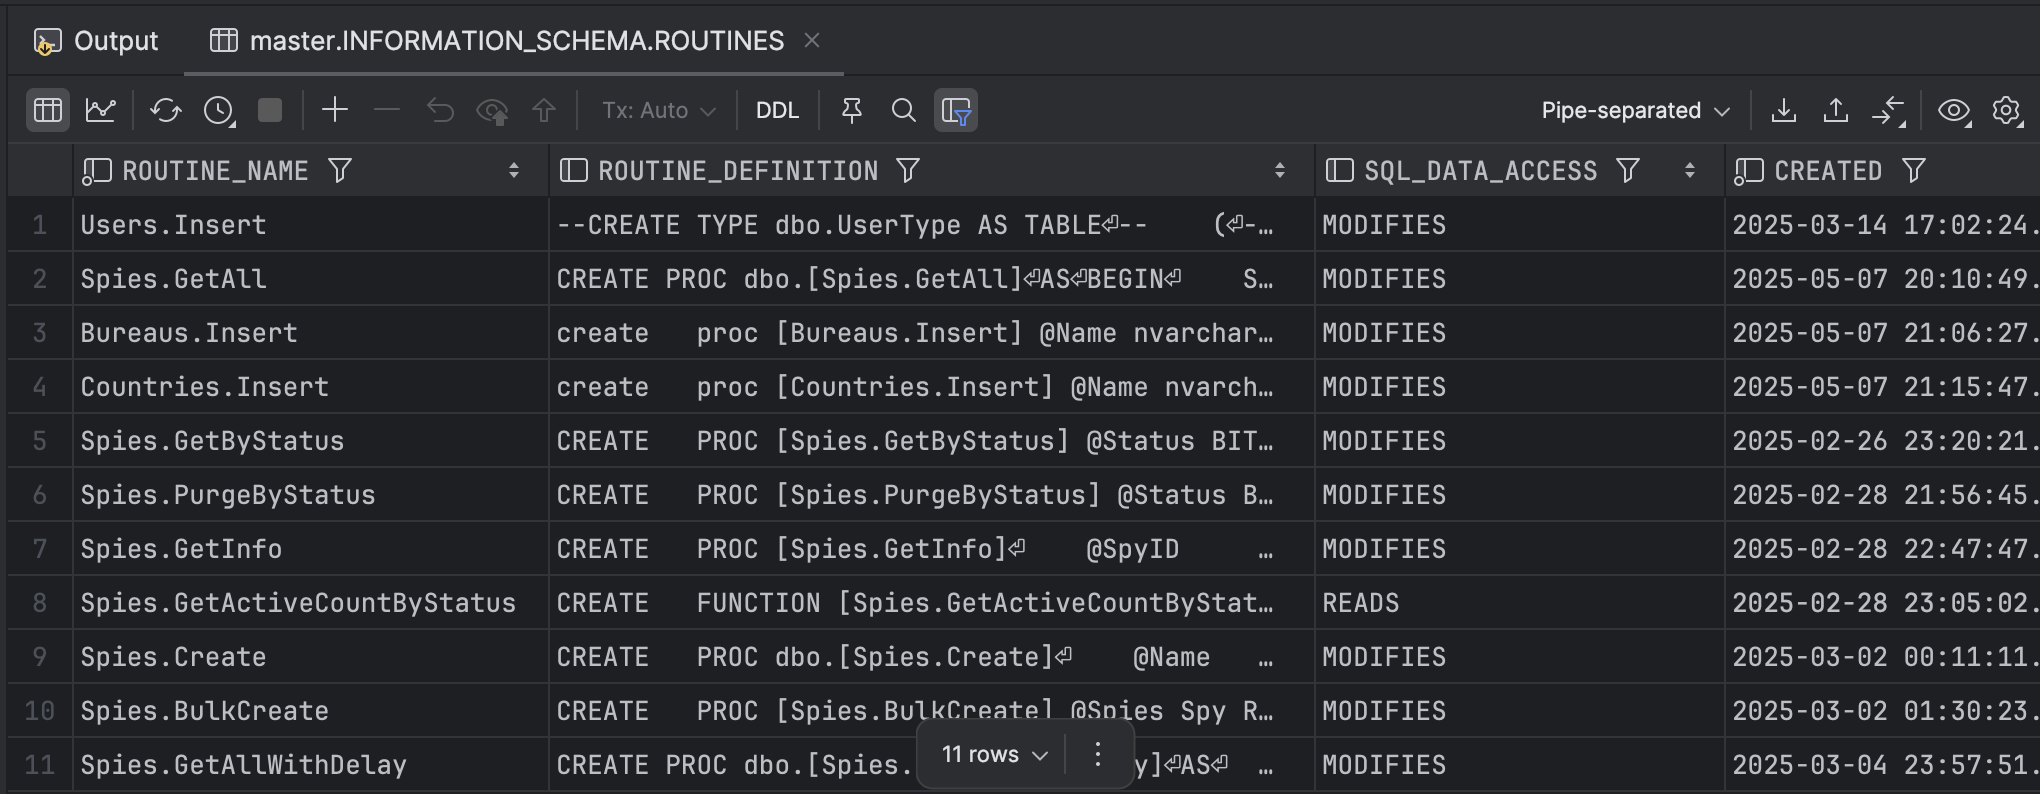 Output master.INFORMATION_SCHEMA.ROUTINES
Tx: Auto DDL Pipe-separated
ROUTINE_NAME ROUTINE_DEFINITION SQL_DATA_ACCESS CREATED
1 Users.Insert --CREATE TYPE dbo.UserType AS TABLE⏎-- (⏎-… MODIFIES 2025-03-14 17:02:24.
2 Spies.GetAll CREATE PROC dbo.[Spies.GetAll]⏎AS⏎BEGIN⏎ S… MODIFIES 2025-05-07 20:10:49.
3 Bureaus.Insert create proc [Bureaus.Insert] @Name nvarchar… MODIFIES 2025-05-07 21:06:27.
4 Countries.Insert create proc [Countries.Insert] @Name nvarch… MODIFIES 2025-05-07 21:15:47.
5 Spies.GetByStatus CREATE PROC [Spies.GetByStatus] @Status BIT… MODIFIES 2025-02-26 23:20:21.
6 Spies.PurgeByStatus CREATE PROC [Spies.PurgeByStatus] @Status B… MODIFIES 2025-02-28 21:56:45.
7 Spies.GetInfo CREATE PROC [Spies.GetInfo]⏎ @SpyID … MODIFIES 2025-02-28 22:47:47.
8 Spies.GetActiveCountByStatus CREATE FUNCTION [Spies.GetActiveCountByStat… READS 2025-02-28 23:05:02.
9 Spies.Create CREATE PROC dbo.[Spies.Create]⏎ @Name … MODIFIES 2025-03-02 00:11:11.
10 Spies.BulkCreate CREATE PROC [Spies.BulkCreate] @Spies Spy R… MODIFIES 2025-03-02 01:30:23.
11 Spies.GetAllWithDelay CREATE PROC dbo.[Spies. y]⏎AS⏎ … MODIFIES 2025-03-04 23:57:51.
11 rows